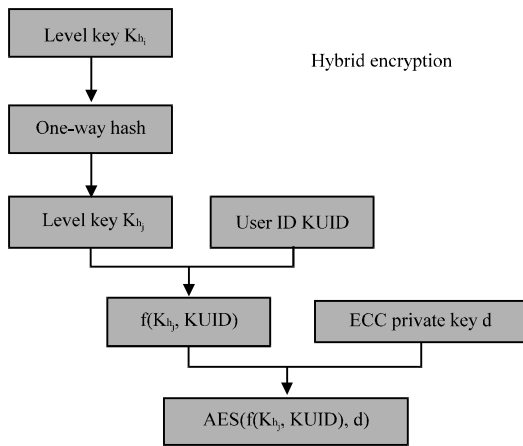 Level key K_{h_i}
Hybrid encryption
One-way hash
Level key K_{h_j}
User ID KUID
f(K_{h_j}, KUID)
ECC private key d
AES(f(K_{h_j}, KUID), d)